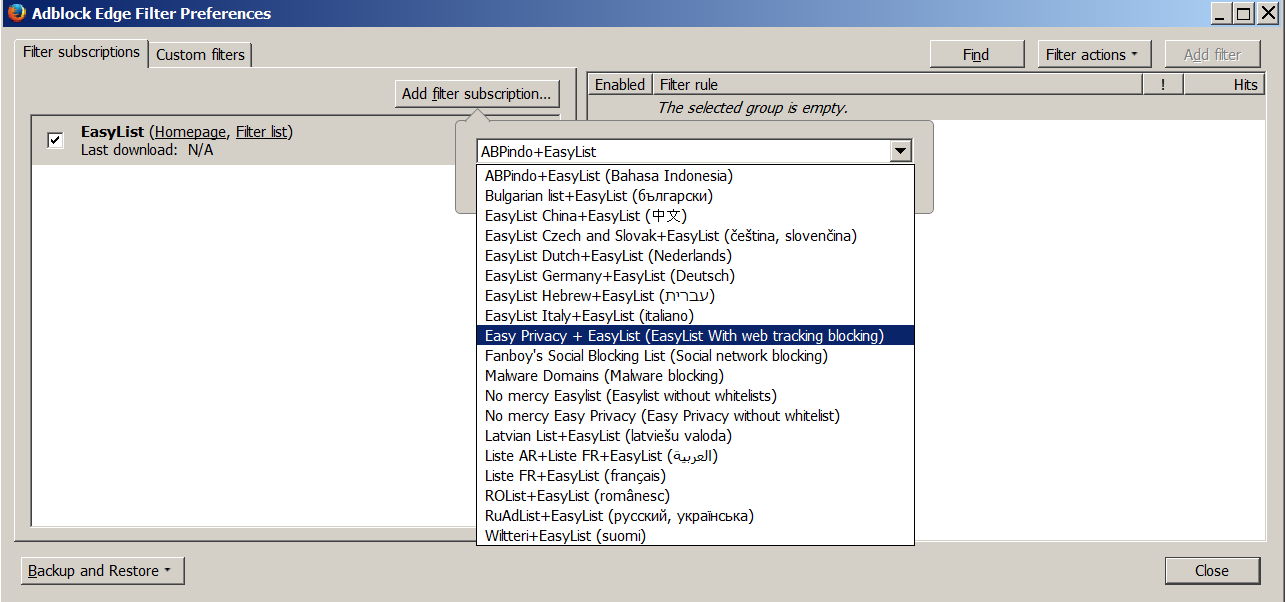 Adblock Edge Filter Preferences
Filter subscriptions
Custom filters
Find
Filter actions
Add filter
Add filter subscription...
Enabled
Filter rule
!
Hits
The selected group is empty.
EasyList (Homepage, Filter list)
Last download: N/A
ABPindo+EasyList
ABPindo+EasyList (Bahasa Indonesia)
Bulgarian list+EasyList (български)
EasyList China+EasyList (中文)
EasyList Czech and Slovak+EasyList (čeština, slovenčina)
EasyList Dutch+EasyList (Nederlands)
EasyList Germany+EasyList (Deutsch)
EasyList Hebrew+EasyList (עברית)
EasyList Italy+EasyList (italiano)
Easy Privacy + EasyList (EasyList With web tracking blocking)
Fanboy's Social Blocking List (Social network blocking)
Malware Domains (Malware blocking)
No mercy Easylist (Easylist without whitelists)
No mercy Easy Privacy (Easy Privacy without whitelist)
Latvian List+EasyList (latviešu valoda)
Liste AR+Liste FR+EasyList (العربية)
Liste FR+EasyList (français)
ROList+EasyList (românesc)
RuAdList+EasyList (русский, українська)
Wiltteri+EasyList (suomi)
Backup and Restore
Close